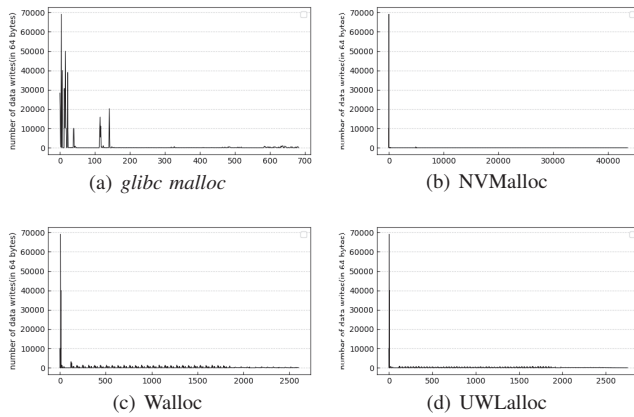 number of data writes(in 64 bytes)
70000
60000
50000
40000
30000
20000
10000
0
0 100 200 300 400 500 600 700
(a) glibc malloc
number of data writes(in 64 bytes)
70000
60000
50000
40000
30000
20000
10000
0
0 10000 20000 30000 40000
(b) NVMalloc
number of data writes(in 64 bytes)
70000
60000
50000
40000
30000
20000
10000
0
0 500 1000 1500 2000 2500
(c) Walloc
number of data writes(in 64 bytes)
70000
60000
50000
40000
30000
20000
10000
0
0 500 1000 1500 2000 2500
(d) UWLalloc